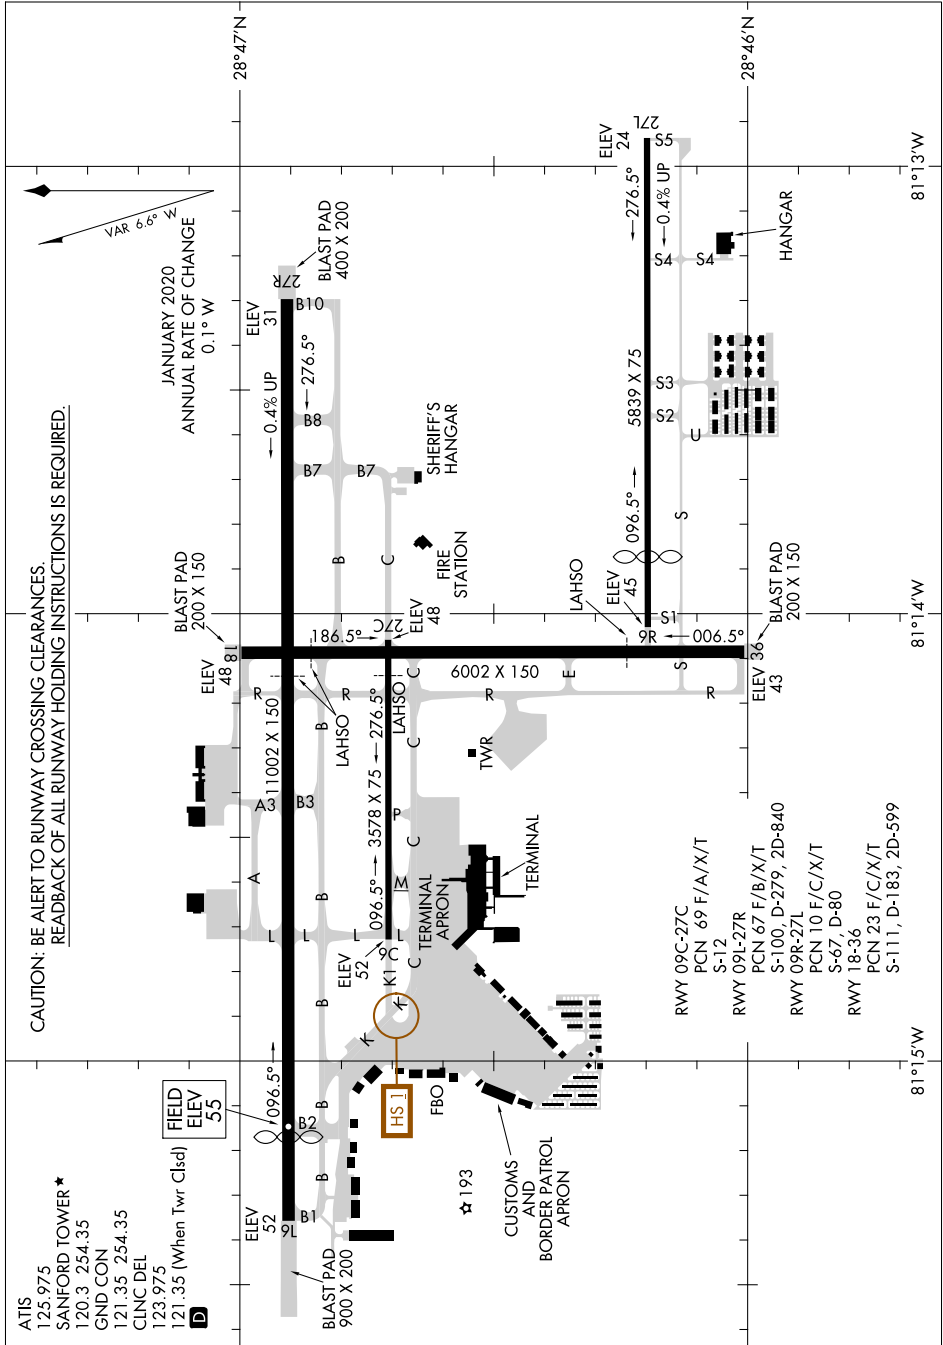 CAUTION: BE ALERT TO RUNWAY CROSSING CLEARANCES.
READBACK OF ALL RUNWAY HOLDING INSTRUCTIONS IS REQUIRED.
ATIS
125.975
SANFORD TOWER★
120.3 254.35
GND CON
121.35 254.35
CLNC DEL
123.975
121.35 (When Twr Clsd)
D
FIELD
ELEV
55
JANUARY 2020
ANNUAL RATE OF CHANGE
0.1° W
VAR 6.6° W
28°47'N
28°46'N
81°13'W
81°14'W
81°15'W
BLAST PAD
900 X 200
ELEV
52
9L
B1
B2
096.5°
B
B
B
B
B
B
11002 X 150
0.4% UP
276.5°
ELEV
31
27R
B10
BLAST PAD
400 X 200
B8
B7
B7
B3
A3
A
L
L
L
L
BLAST PAD
200 X 150
ELEV
48
18
L
R
R
R
R
LAHSO
186.5°
ELEV
52
9C
096.5°
3578 X 75
276.5°
LAHSO
27C
ELEV
48
K1
K
K
HS 1
FBO
C
C
C
C
C
P
M
TERMINAL
APRON
TERMINAL
TWR
SHERIFF'S
HANGAR
FIRE
STATION
6002 X 150
E
LAHSO
ELEV
45
9R
006.5°
36
ELEV
43
BLAST PAD
200 X 150
096.5°
5839 X 75
276.5°
0.4% UP
ELEV
24
27L
S
S
S1
S2
S3
S4
S4
S5
U
HANGAR
193
CUSTOMS
AND
BORDER PATROL
APRON
RWY 09C-27C
PCN 69 F/A/X/T
S-12
RWY 09L-27R
PCN 67 F/B/X/T
S-100, D-279, 2D-840
RWY 09R-27L
PCN 10 F/C/X/T
S-67, D-80
RWY 18-36
PCN 23 F/C/X/T
S-111, D-183, 2D-599